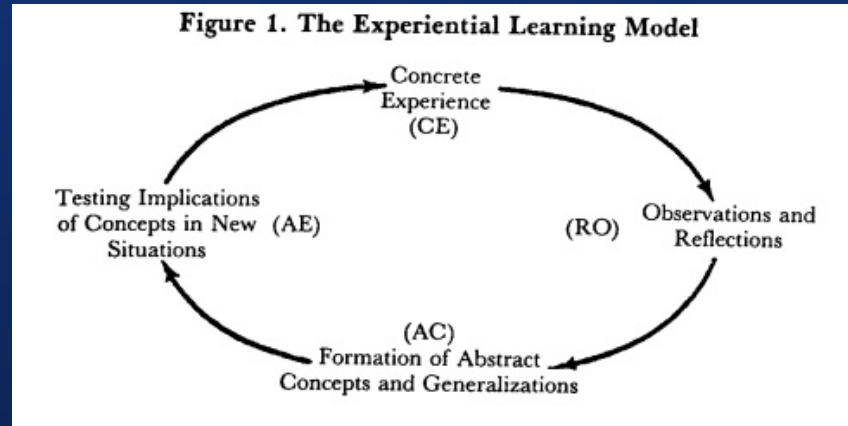 Figure 1. The Experiential Learning Model
Concrete
Experience
(CE)
Testing Implications
of Concepts in New (AE)
Situations
(RO) Observations and
Reflections
(AC)
Formation of Abstract
Concepts and Generalizations